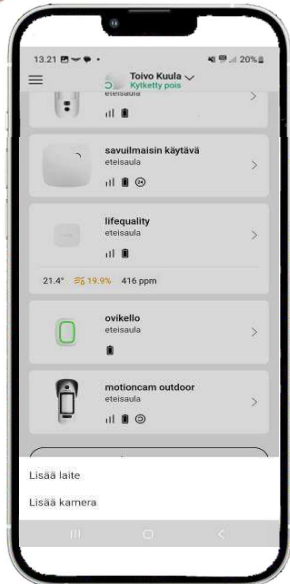 13.21
20%
Toivo Kuula
Kytketty pois
eteisaula
savuilmaisin käytävä
eteisaula
24
lifequality
eteisaula
21.4° 19.9% 416 ppm
ovikello
eteisaula
motioncam outdoor
eteisaula
Lisää laite
Lisää kamera